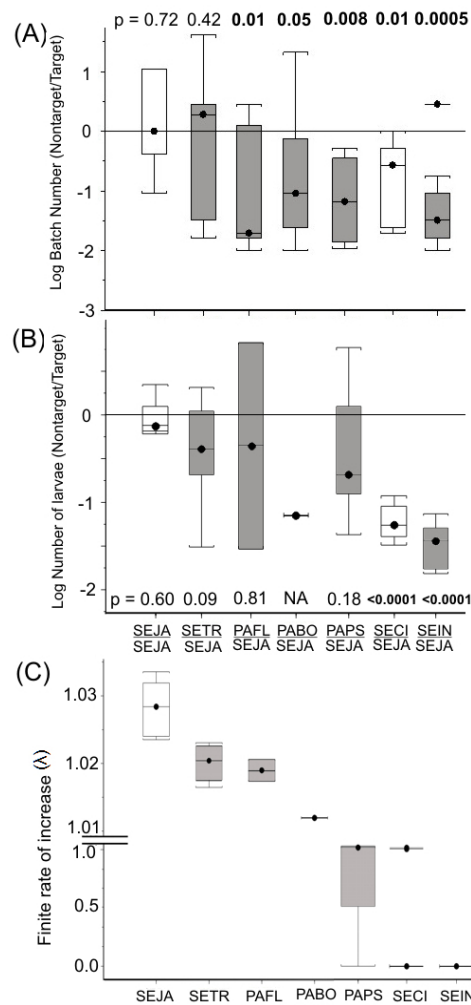 (A) p = 0.72 0.42 0.01 0.05 0.008 0.01 0.0005
Log Batch Number (Nontarget/Target)
1
0
-1
-2
-3
(B)
Log Number of larvae (Nontarget/Target)
0
-1
-2
p = 0.60 0.09 0.81 NA 0.18 <0.0001 <0.0001
SEJA SETR PAFL PABO PAPS SECI SEIN
SEJA SEJA SEJA SEJA SEJA SEJA SEJA
(C)
Finite rate of increase (λ)
1.03
1.02
1.01
1.0
0.5
0.0
SEJA SETR PAFL PABO PAPS SECI SEIN